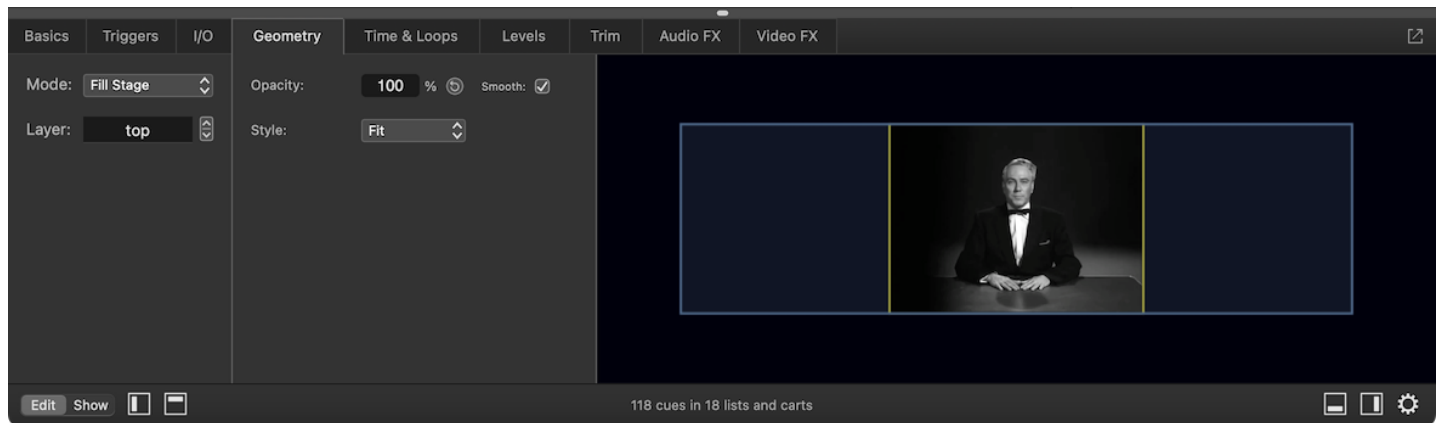 Basics Triggers I/O Geometry Time & Loops Levels Trim Audio FX Video FX
Mode: Fill Stage Opacity: 100 % Smooth:
Layer: top Style: Fit
Edit Show 118 cues in 18 lists and carts